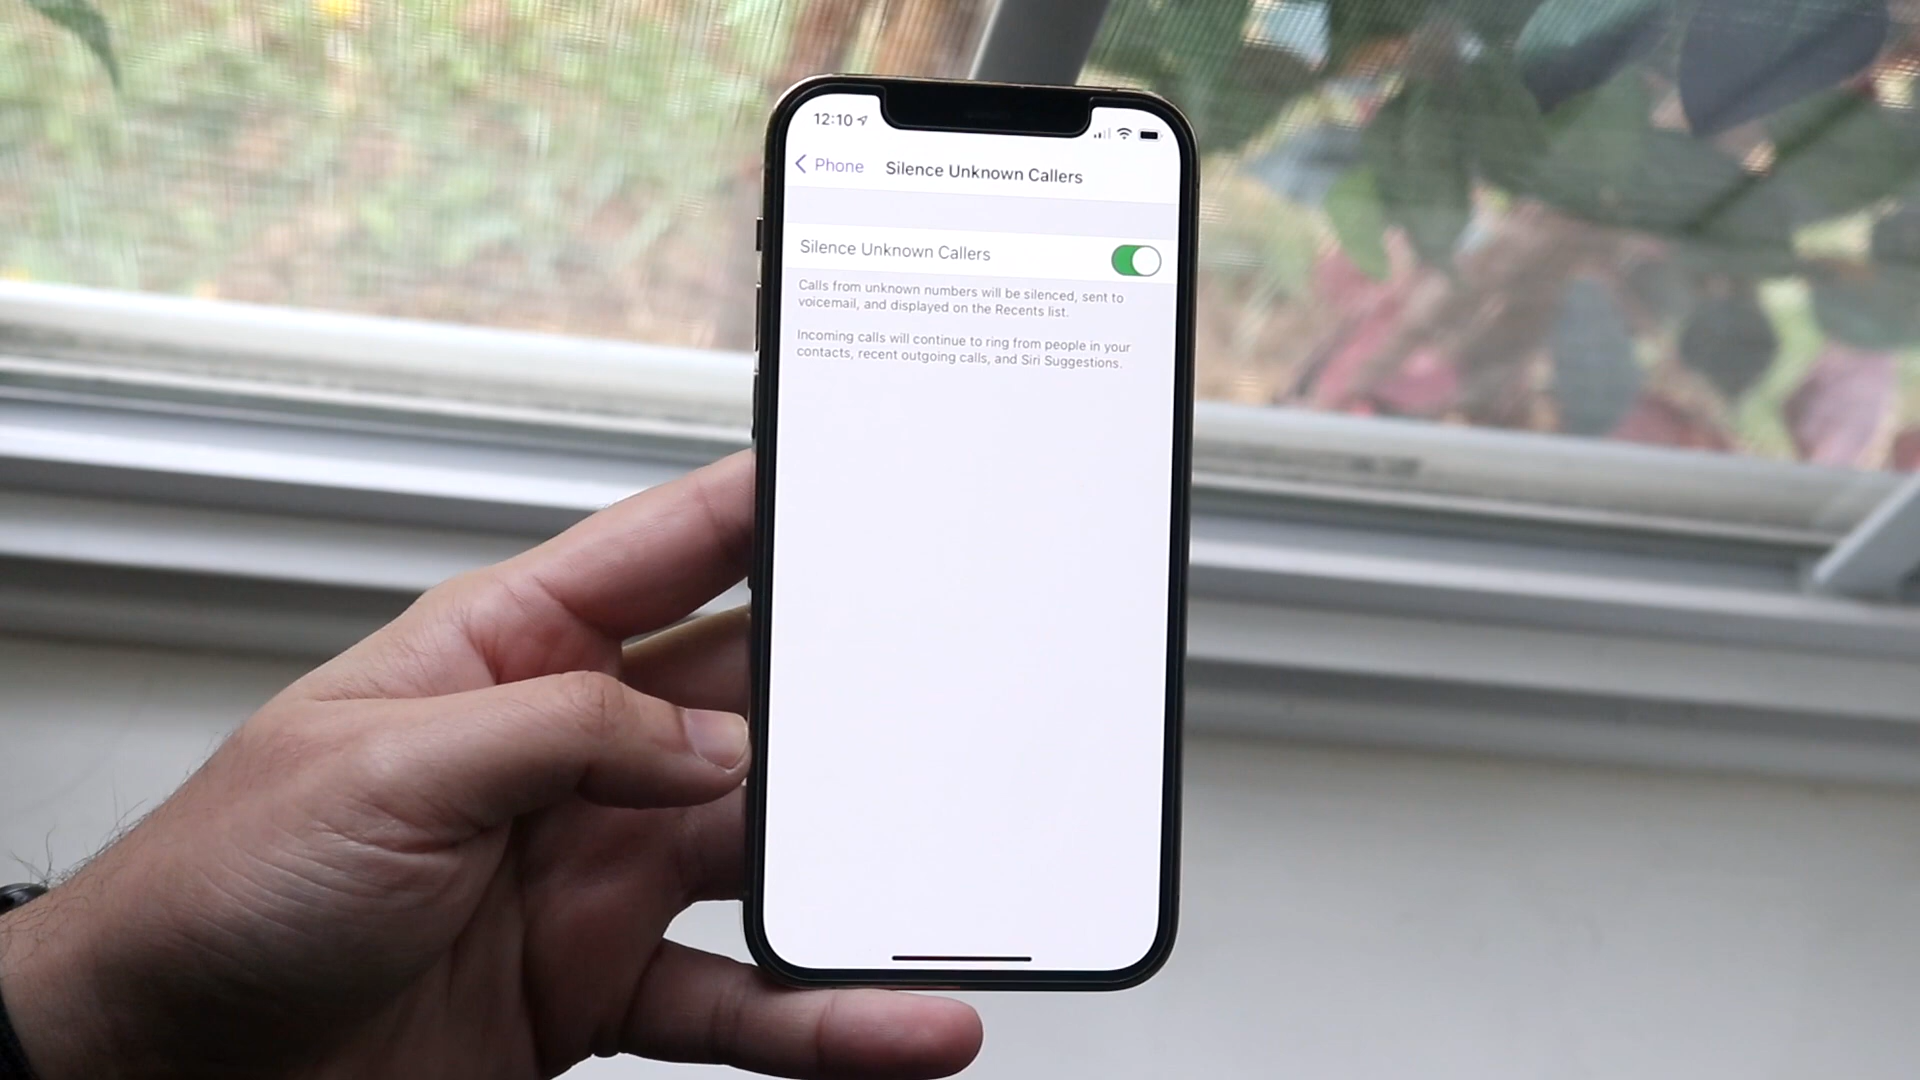 12:10
Phone
Silence Unknown Callers
Silence Unknown Callers
Calls from unknown numbers will be silenced, sent to
voicemail, and displayed on the Recents list.
Incoming calls will continue to ring from people in your
contacts, recent outgoing calls, and Siri Suggestions.